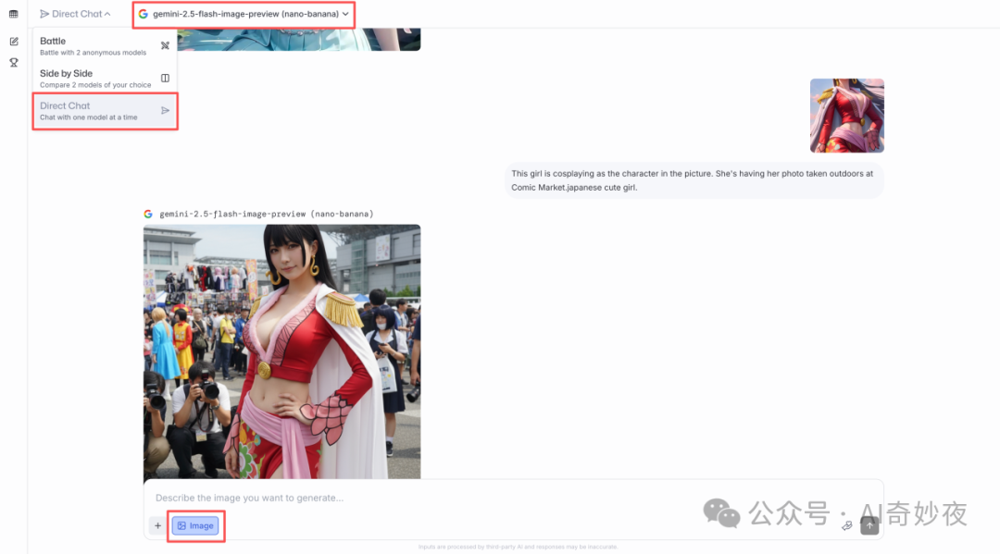 Direct Chat
gemini-2.5-flash-image-preview (nano-banana)
Battle
Battle with 2 anonymous models
Side by Side
Compare 2 models of your choice
Direct Chat
Chat with one model at a time
This girl is cosplaying as the character in the picture. She's having her photo taken outdoors at
Comic Market.japanese cute girl.
gemini-2.5-flash-image-preview (nano-banana)
Describe the image you want to generate...
Image
公众号 · AI奇妙夜
Inputs are processed by third-party AI and responses may be inaccurate.